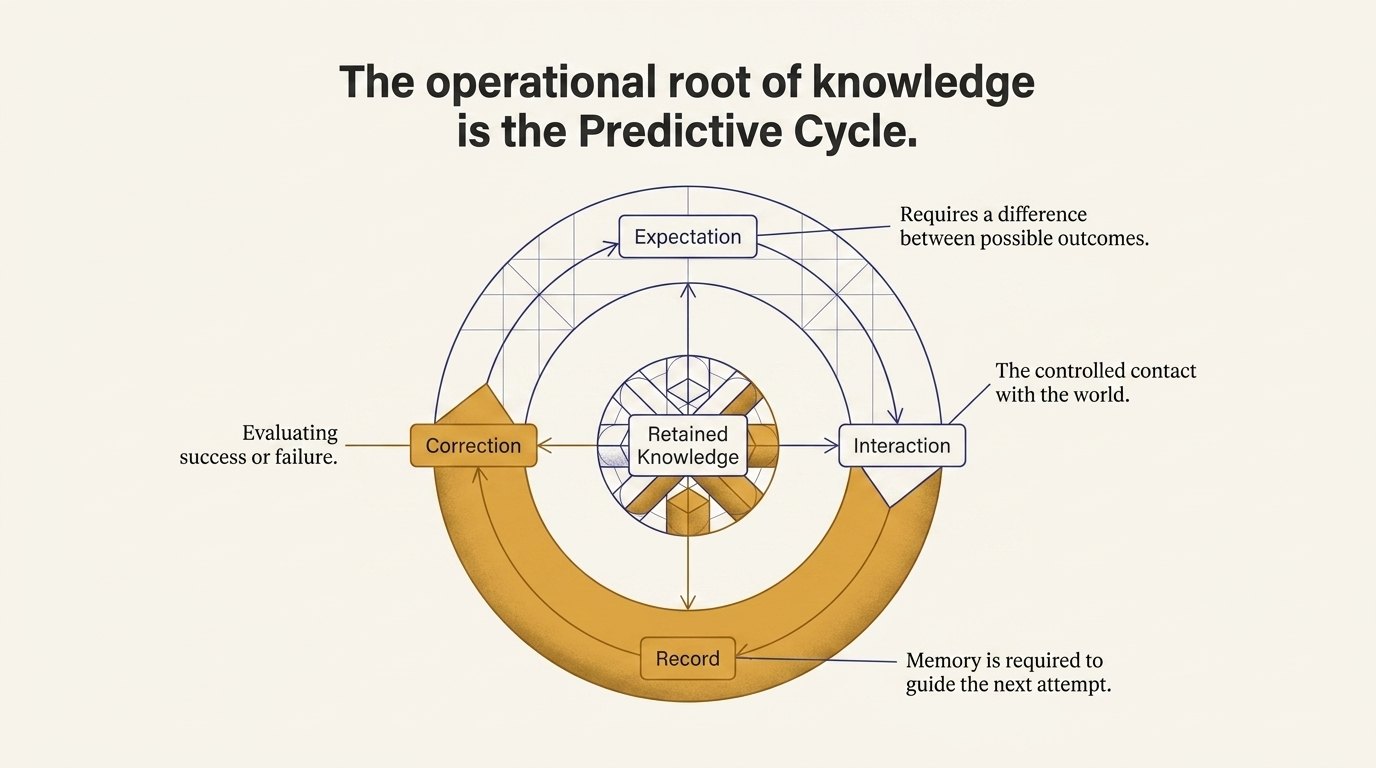 The operational root of knowledge
is the Predictive Cycle.
Expectation
Requires a difference
between possible outcomes.
The controlled contact
with the world.
Evaluating
success or failure.
Correction
Retained
Knowledge
Interaction
Record
Memory is required to
guide the next attempt.